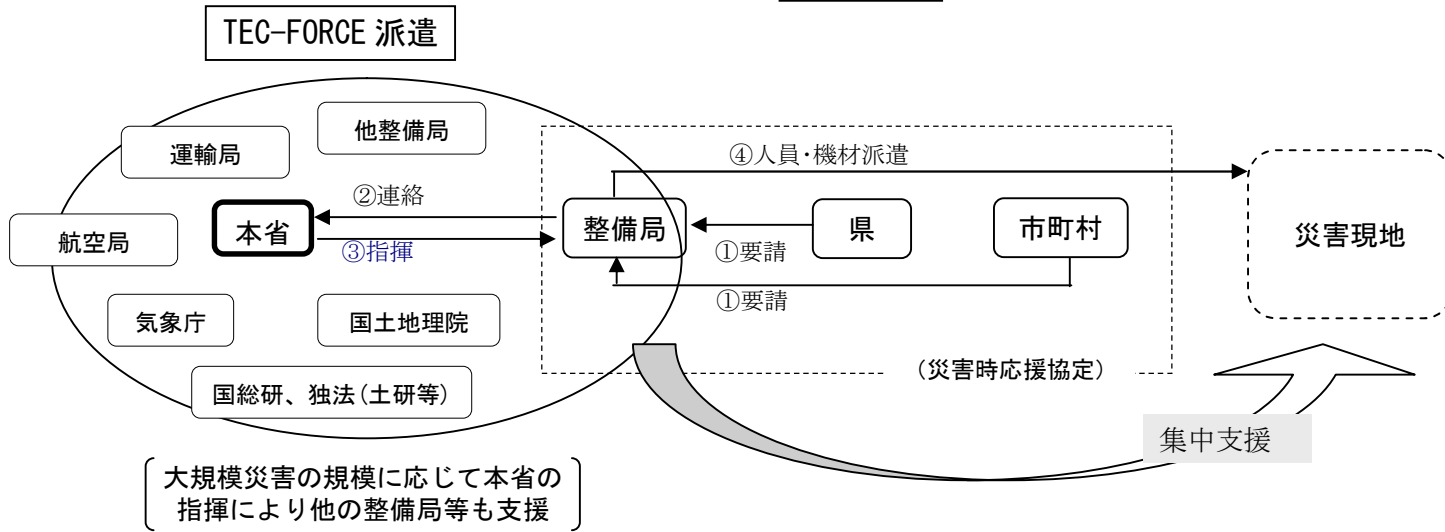 TEC-FORCE 派遣
他整備局
運輸局
④人員・機材派遣
②連絡
本省
整備局
県
市町村
災害現地
航空局
③指揮
①要請
①要請
気象庁
国土地理院
(災害時応援協定)
国総研、独法(土研等)
集中支援
大規模災害の規模に応じて本省の
指揮により他の整備局等も支援